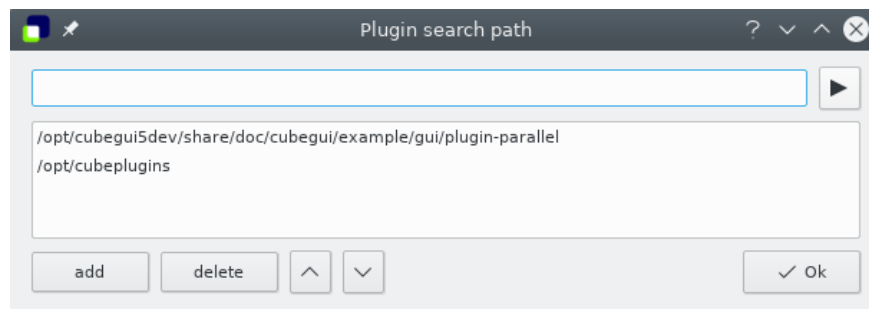 Plugin search path
/opt/cubegui5dev/share/doc/cubegui/example/gui/plugin-parallel
/opt/cubeplugins
add delete Ok